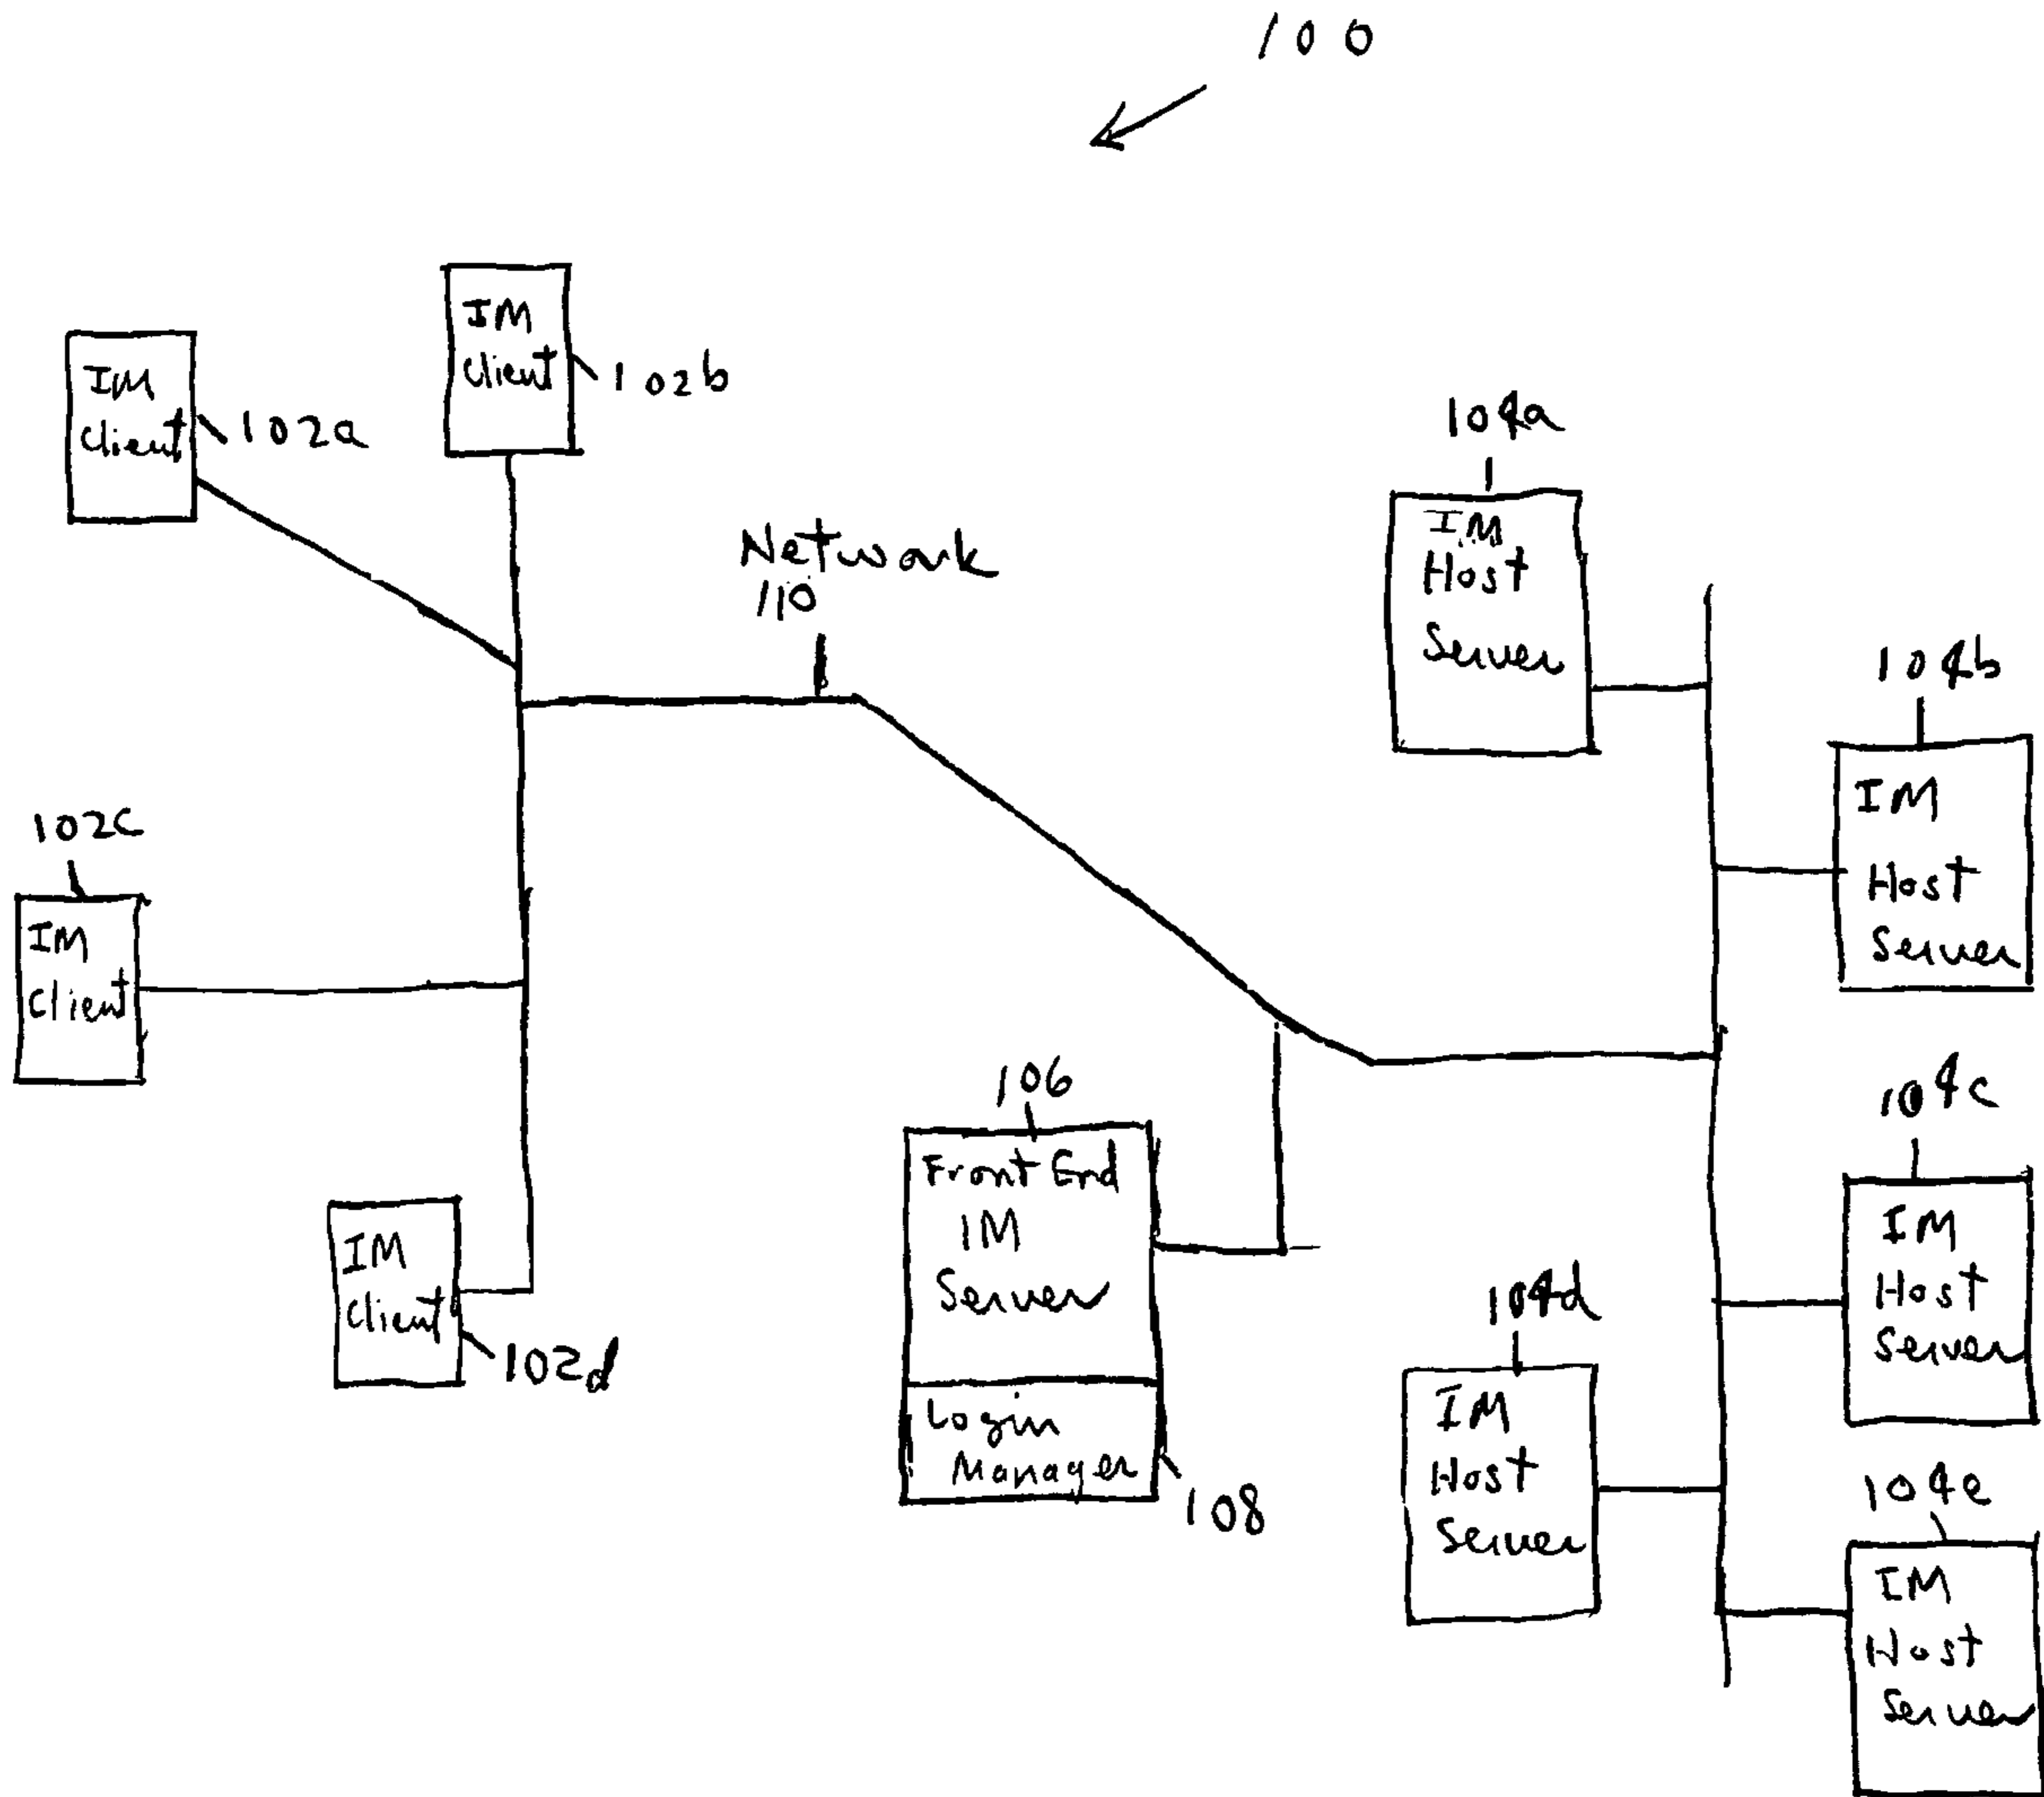 100
IM
Client
102b
IM
Client
102a
104a
IM
Host
Server
Network
110
104b
IM
Host
Server
102c
IM
Client
106
Front End
IM
Server
Login
Manager
108
104c
IM
Host
Server
IM
Client
102d
104d
IM
Host
Server
104e
IM
Host
Server